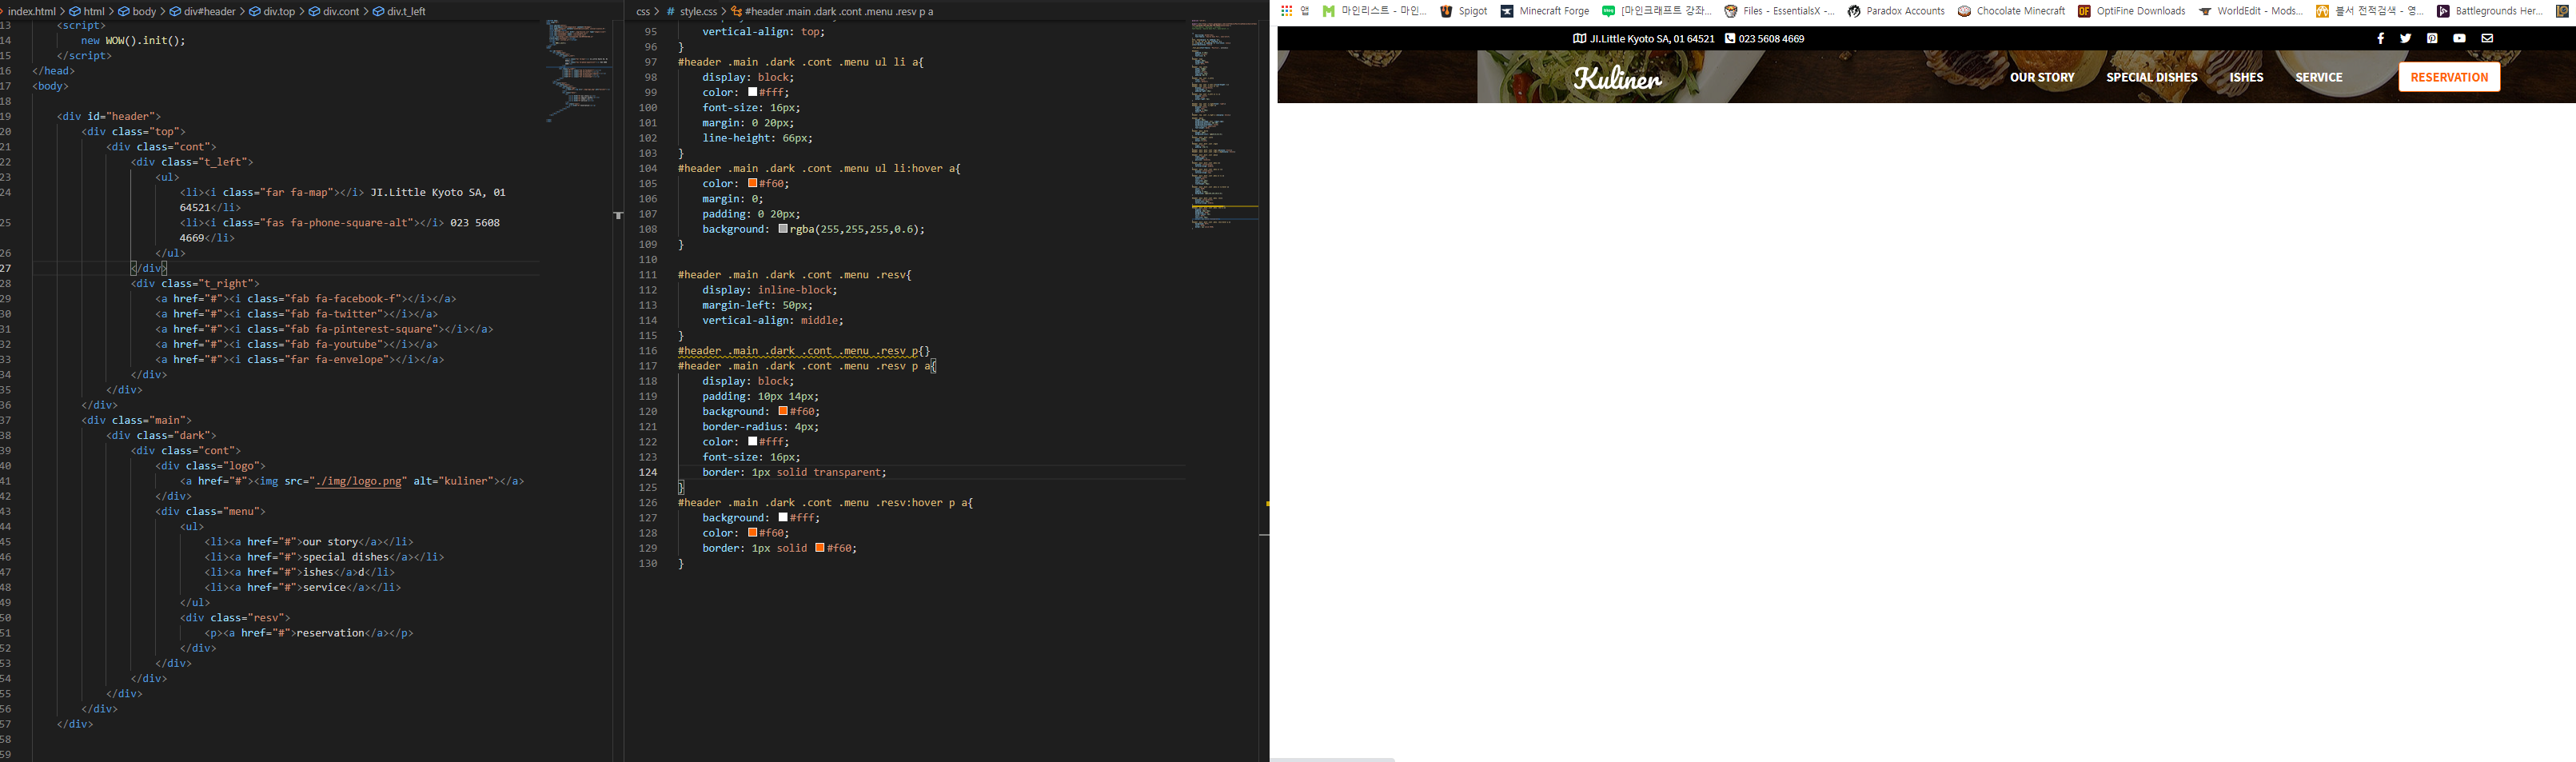 index.html > html > body > div#header > div.top > div.cont > div.t_left
13 <script>
14 new WOW().init();
15 </script>
16 </head>
17 <body>
18
19 <div id="header">
20 <div class="top">
21 <div class="cont">
22 <div class="t_left">
23 <ul>
24 <li><i class="far fa-map"></i> JI.Little Kyoto SA, 01
64521</li>
25 <li><i class="fas fa-phone-square-alt"></i> 023 5608
4669</li>
26 </ul>
27 </div>
28 <div class="t_right">
29 <a href="#"><i class="fab fa-facebook-f"></i></a>
30 <a href="#"><i class="fab fa-twitter"></i></a>
31 <a href="#"><i class="fab fa-pinterest-square"></i></a>
32 <a href="#"><i class="fab fa-youtube"></i></a>
33 <a href="#"><i class="far fa-envelope"></i></a>
34 </div>
35 </div>
36 </div>
37 <div class="main">
38 <div class="dark">
39 <div class="cont">
40 <div class="logo">
41 <a href="#"><img src="./img/logo.png" alt="kuliner"></a>
42 </div>
43 <div class="menu">
44 <ul>
45 <li><a href="#">our story</a></li>
46 <li><a href="#">special dishes</a></li>
47 <li><a href="#">ishes</a>d</li>
48 <li><a href="#">service</a></li>
49 </ul>
50 <div class="resv">
51 <p><a href="#">reservation</a></p>
52 </div>
53 </div>
54 </div>
55 </div>
56 </div>
57 </div>
58
59
css > # style.css > #header .main .dark .cont .menu .resv p a
95 vertical-align: top;
96 }
97 #header .main .dark .cont .menu ul li a{
98 display: block;
99 color: #fff;
100 font-size: 16px;
101 margin: 0 20px;
102 line-height: 66px;
103 }
104 #header .main .dark .cont .menu ul li:hover a{
105 color: #f60;
106 margin: 0;
107 padding: 0 20px;
108 background: rgba(255,255,255,0.6);
109 }
110
111 #header .main .dark .cont .menu .resv{
112 display: inline-block;
113 margin-left: 50px;
114 vertical-align: middle;
115 }
116 #header .main .dark .cont .menu .resv p{}
117 #header .main .dark .cont .menu .resv p a{
118 display: block;
119 padding: 10px 14px;
120 background: #f60;
121 border-radius: 4px;
122 color: #fff;
123 font-size: 16px;
124 border: 1px solid transparent;
125 }
126 #header .main .dark .cont .menu .resv:hover p a{
127 background: #fff;
128 color: #f60;
129 border: 1px solid #f60;
130 }
앱 마인리스트 - 마인... Spigot Minecraft Forge [마인크래프트 강좌... Files - EssentialsX -... Paradox Accounts Chocolate Minecraft OptiFine Downloads WorldEdit - Mods... 블서 전적검색 - 영... Battlegrounds Her...
JI.Little Kyoto SA, 01 64521 023 5608 4669
Kuliner OUR STORY SPECIAL DISHES ISHES SERVICE RESERVATION